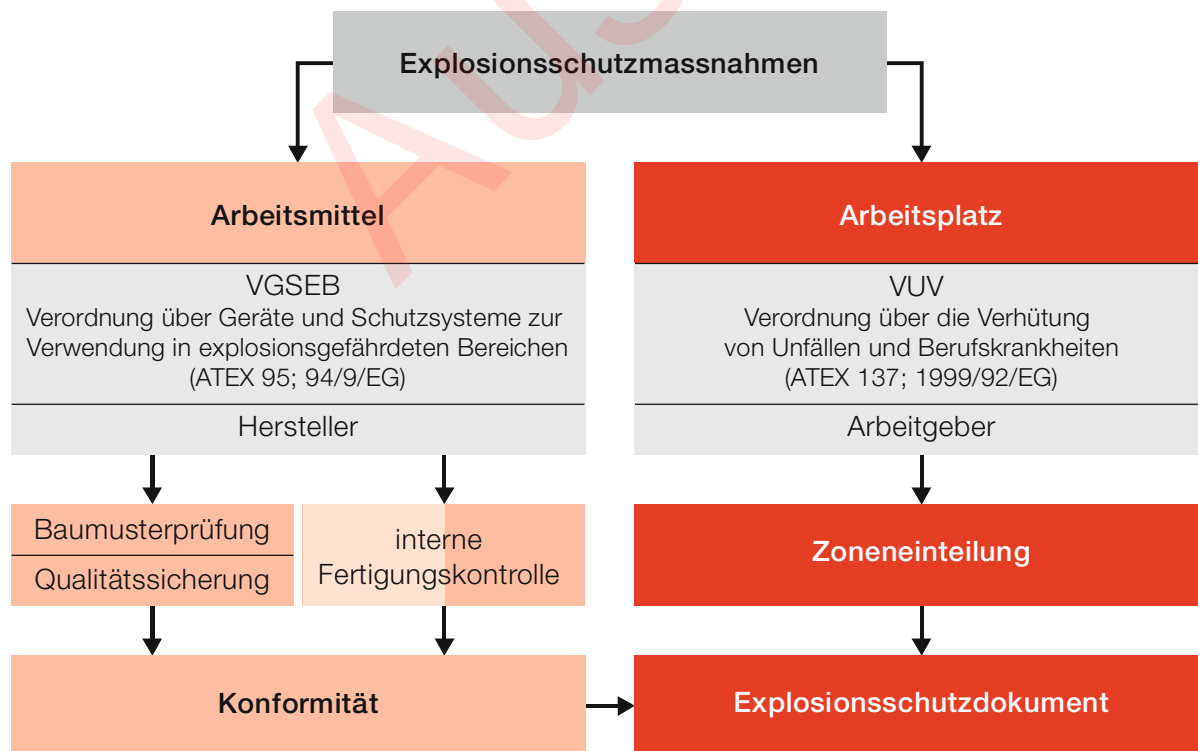 Explosionsschutzmassnahmen
Arbeitsmittel
VGSEB
Verordnung über Geräte und Schutzsysteme zur
Verwendung in explosionsgefährdeten Bereichen
(ATEX 95; 94/9/EG)
Hersteller
Baumusterprüfung
Qualitätssicherung
interne
Fertigungskontrolle
Konformität
Arbeitsplatz
VUV
Verordnung über die Verhütung
von Unfällen und Berufskrankheiten
(ATEX 137; 1999/92/EG)
Arbeitgeber
Zoneneinteilung
Explosionsschutzdokument